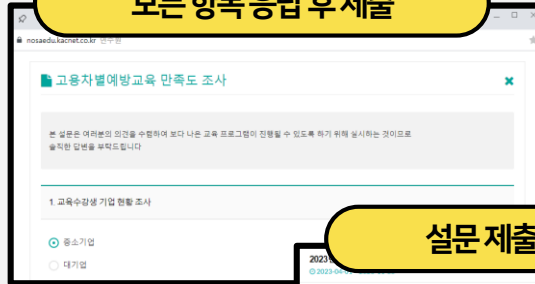 모든 항목 응답 후 제출
nosaedu.kacnet.co.kr 연수원
고용차별예방교육 만족도 조사
본 설문은 여러분의 의견을 수렴하여 보다 나은 교육 프로그램이 진행될 수 있도록 하기 위해 실시하는 것이므로
솔직한 답변을 부탁드립니다
1. 교육수강생 기업 현황 조사
중소기업
대기업
설문 제출
2023